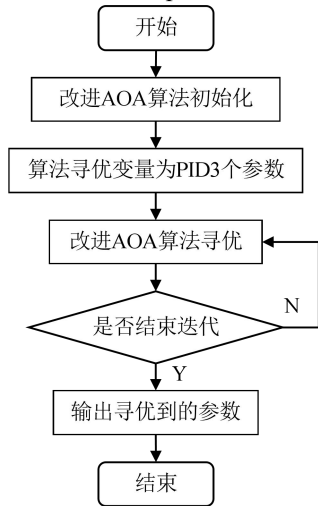 开始
改进AOA算法初始化
算法寻优变量为PID3个参数
改进AOA算法寻优
是否结束迭代
N
Y
输出寻优到的参数
结束